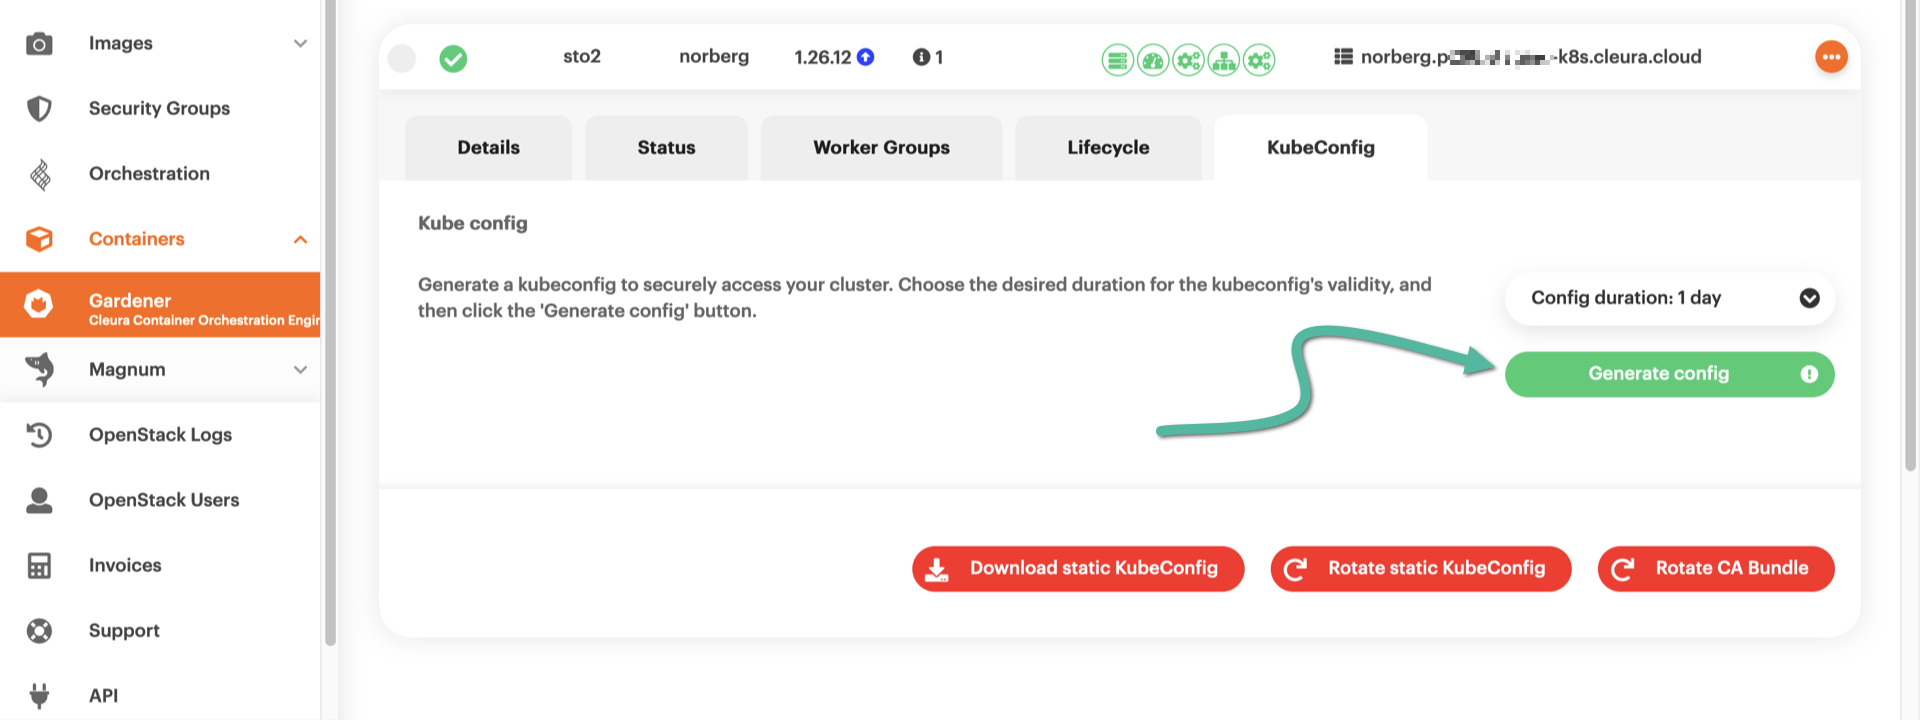 Images
Security Groups
Orchestration
Containers
Gardener
Cleura Container Orchestration Engin
Magnum
OpenStack Logs
OpenStack Users
Invoices
Support
API
sto2 norberg 1.26.12 1 norberg.p -k8s.cleura.cloud
Details Status Worker Groups Lifecycle KubeConfig
Kube config
Generate a kubeconfig to securely access your cluster. Choose the desired duration for the kubeconfig's validity, and
then click the 'Generate config' button.
Config duration: 1 day
Generate config
Download static KubeConfig Rotate static KubeConfig Rotate CA Bundle